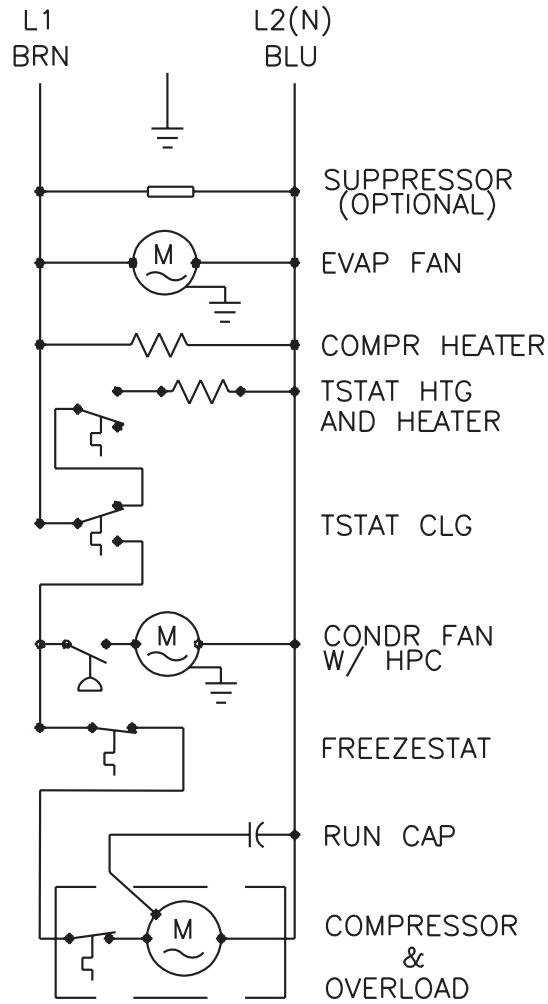 L1 L2(N)
BRN BLU
SUPPRESSOR
(OPTIONAL)
M
EVAP FAN
COMPR HEATER
TSTAT HTG
AND HEATER
TSTAT CLG
M
CONDR FAN
W/ HPC
FREEZESTAT
RUN CAP
M
COMPRESSOR
&
OVERLOAD